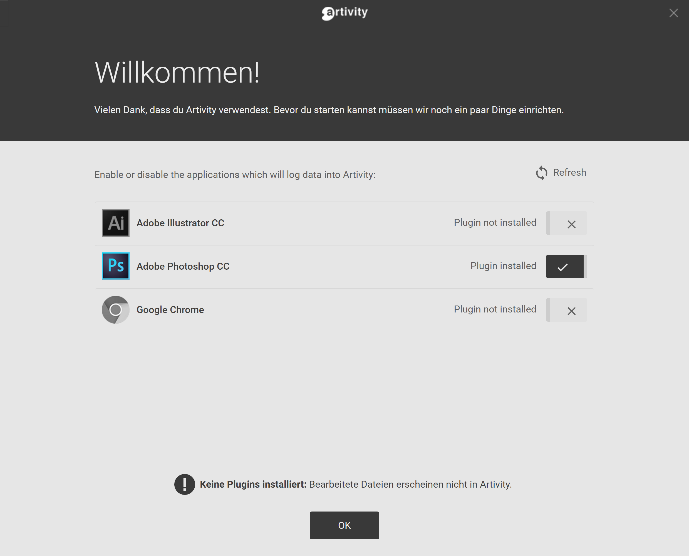 artivity
Willkommen!
Vielen Dank, dass du Artivity verwendest. Bevor du starten kannst müssen wir noch ein paar Dinge einrichten.
Enable or disable the applications which will log data into Artivity:
Refresh
Ai Adobe Illustrator CC Plugin not installed
Ps Adobe Photoshop CC Plugin installed
Google Chrome Plugin not installed
Keine Plugins installiert: Bearbeitete Dateien erscheinen nicht in Artivity.
OK